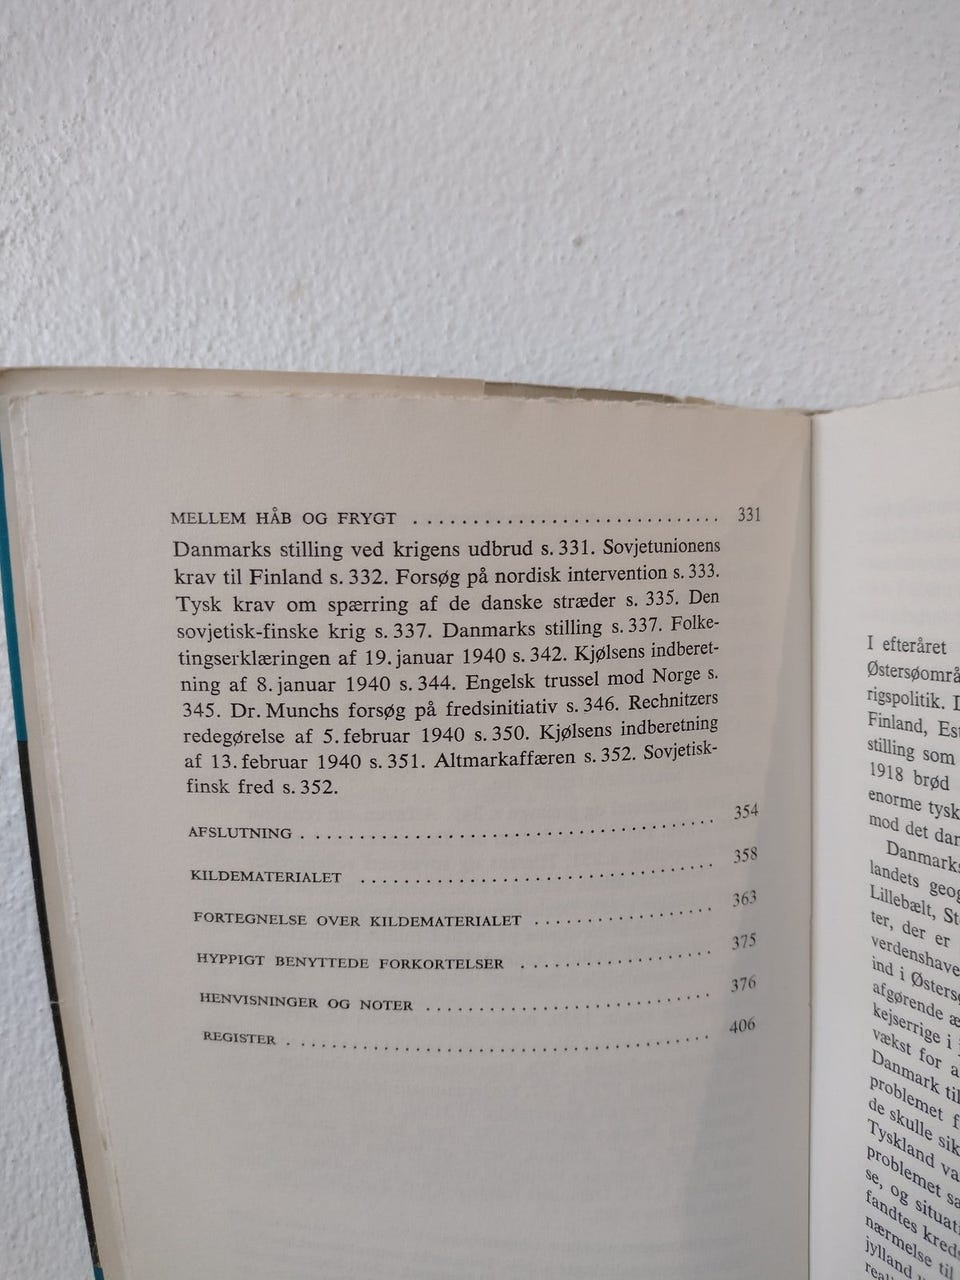 MELLEM HÅB OG FRYGT . . . . . . . . . . . . . . . . . . . . . . . . . . . . 331
Danmarks stilling ved krigens udbrud s. 331. Sovjetunionens
krav til Finland s. 332. Forsøg på nordisk intervention s. 333.
Tysk krav om spærring af de danske stræder s. 335. Den
sovjetisk-finske krig s. 337. Danmarks stilling s. 337. Folke-
tingserklæringen af 19. januar 1940 s. 342. Kjølsens indberet-
ning af 8. januar 1940 s. 344. Engelsk trussel mod Norge s.
345. Dr. Munchs forsøg på fredsinitiativ s. 346. Rechnitzers
redegørelse af 5. februar 1940 s. 350. Kjølsens indberetning
af 13. februar 1940 s. 351. Altmarkaffæren s. 352. Sovjetisk-
finsk fred s. 352.
AFSLUTNING . . . . . . . . . . . . . . . . . . . . . . . . . . . . . . . . . . . . 354
KILDEMATERIALET . . . . . . . . . . . . . . . . . . . . . . . . . . . . . . . 358
FORTEGNELSE OVER KILDEMATERIALET . . . . . . . . . . . . . . . . 363
HYPPIGT BENYTTEDE FORKORTELSER . . . . . . . . . . . . . . . . . 375
HENVISNINGER OG NOTER . . . . . . . . . . . . . . . . . . . . . . . . . 376
REGISTER . . . . . . . . . . . . . . . . . . . . . . . . . . . . . . . . . . . . . 406
I efteråret
Østersøområ
rigspolitik.
Finland, Est
stilling som
1918 brød
enorme tysk
mod det dan
Danmarks
landets geog
Lillebælt, St
ter, der er
verdenshave
ind i Østersø
afgørende æ
kejserrige i
vækst for a
Danmark til
problemet f
de skulle sik
Tyskland va
problemet sa
se, og situati
fandtes kreds
nærmelse til
jylland